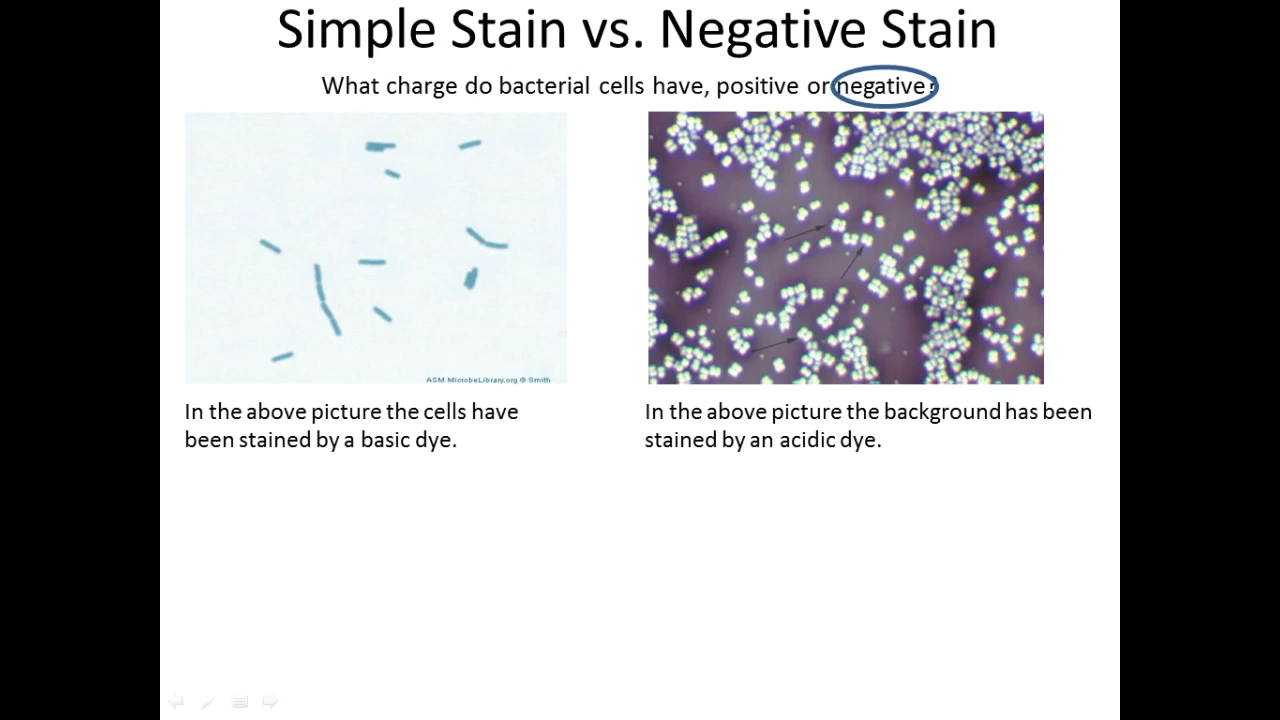 Simple Stain vs. Negative Stain
What charge do bacterial cells have, positive or negative?
ASM MicrobeLibrary.org © Smith
In the above picture the cells have
been stained by a basic dye.
In the above picture the background has been
stained by an acidic dye.